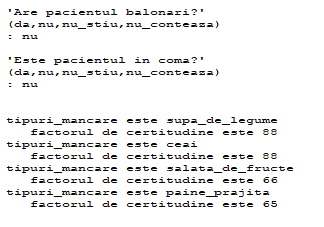 'Are pacientul balonari?'
(da,nu,nu_stiu,nu_conteaza)
: nu
'Este pacientul in coma?'
(da,nu,nu_stiu,nu_conteaza)
: nu
tipuri_mancare este supa_de_legume
factorul de certitudine este 88
tipuri_mancare este ceai
factorul de certitudine este 88
tipuri_mancare este salata_de_fructe
factorul de certitudine este 66
tipuri_mancare este paine_prajita
factorul de certitudine este 65